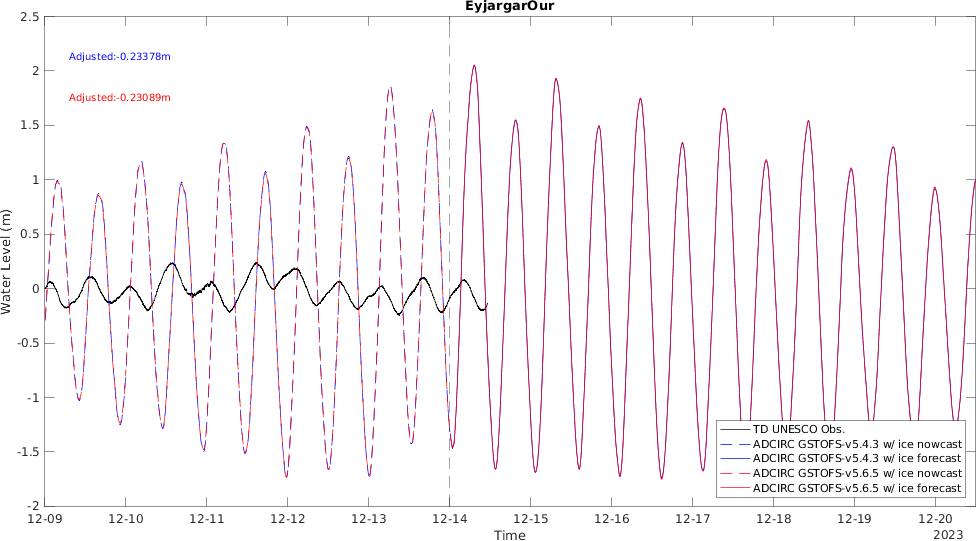 EyjargarOur
2.5
Adjusted:-0.23378m
2
Adjusted:-0.23089m
1.5
1
0.5
0
-0.5
-1
-1.5
-2
Water Level (m)
TD UNESCO Obs.
ADCIRC GSTOFS-v5.4.3 w/ ice nowcast
ADCIRC GSTOFS-v5.4.3 w/ ice forecast
ADCIRC GSTOFS-v5.6.5 w/ ice nowcast
ADCIRC GSTOFS-v5.6.5 w/ ice forecast
12-09 12-10 12-11 12-12 12-13 12-14 12-15 12-16 12-17 12-18 12-19 12-20
Time
2023